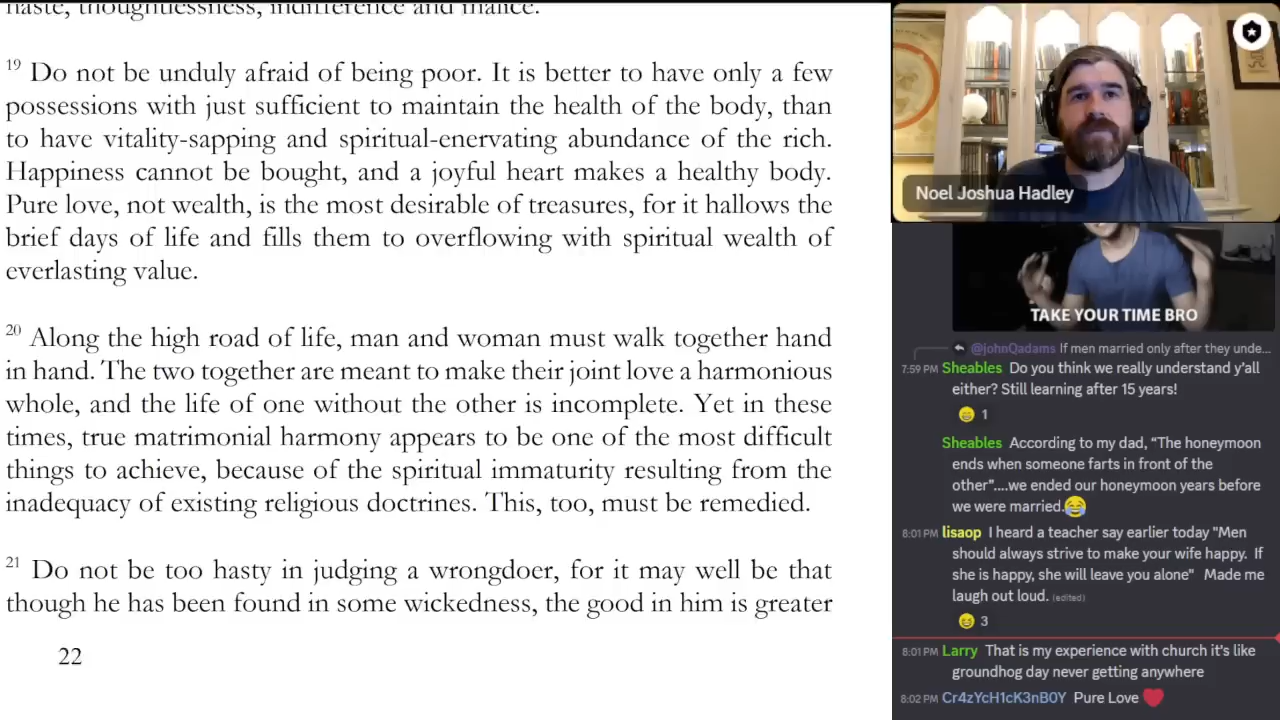 haste, thoughtlessness, indifference and inance.
19 Do not be unduly afraid of being poor. It is better to have only a few
possessions with just sufficient to maintain the health of the body, than
to have vitality-sapping and spiritual-enervating abundance of the rich.
Happiness cannot be bought, and a joyful heart makes a healthy body.
Pure love, not wealth, is the most desirable of treasures, for it hallows the
brief days of life and fills them to overflowing with spiritual wealth of
everlasting value.
20 Along the high road of life, man and woman must walk together hand
in hand. The two together are meant to make their joint love a harmonious
whole, and the life of one without the other is incomplete. Yet in these
times, true matrimonial harmony appears to be one of the most difficult
things to achieve, because of the spiritual immaturity resulting from the
inadequacy of existing religious doctrines. This, too, must be remedied.
21 Do not be too hasty in judging a wrongdoer, for it may well be that
though he has been found in some wickedness, the good in him is greater
22
Noel Joshua Hadley
TAKE YOUR TIME BRO
@johnQadams If men married only after they unde...
7:59 PM Sheables Do you think we really understand y'all
either? Still learning after 15 years!
1
Sheables According to my dad, “The honeymoon
ends when someone farts in front of the
other”....we ended our honeymoon years before
we were married.
8:01 PM lisaop I heard a teacher say earlier today "Men
should always strive to make your wife happy. If
she is happy, she will leave you alone" Made me
laugh out loud. (edited)
3
8:01 PM Larry That is my experience with church it's like
groundhog day never getting anywhere
8:02 PM Cr4zYcH1cK3nB0Y Pure Love